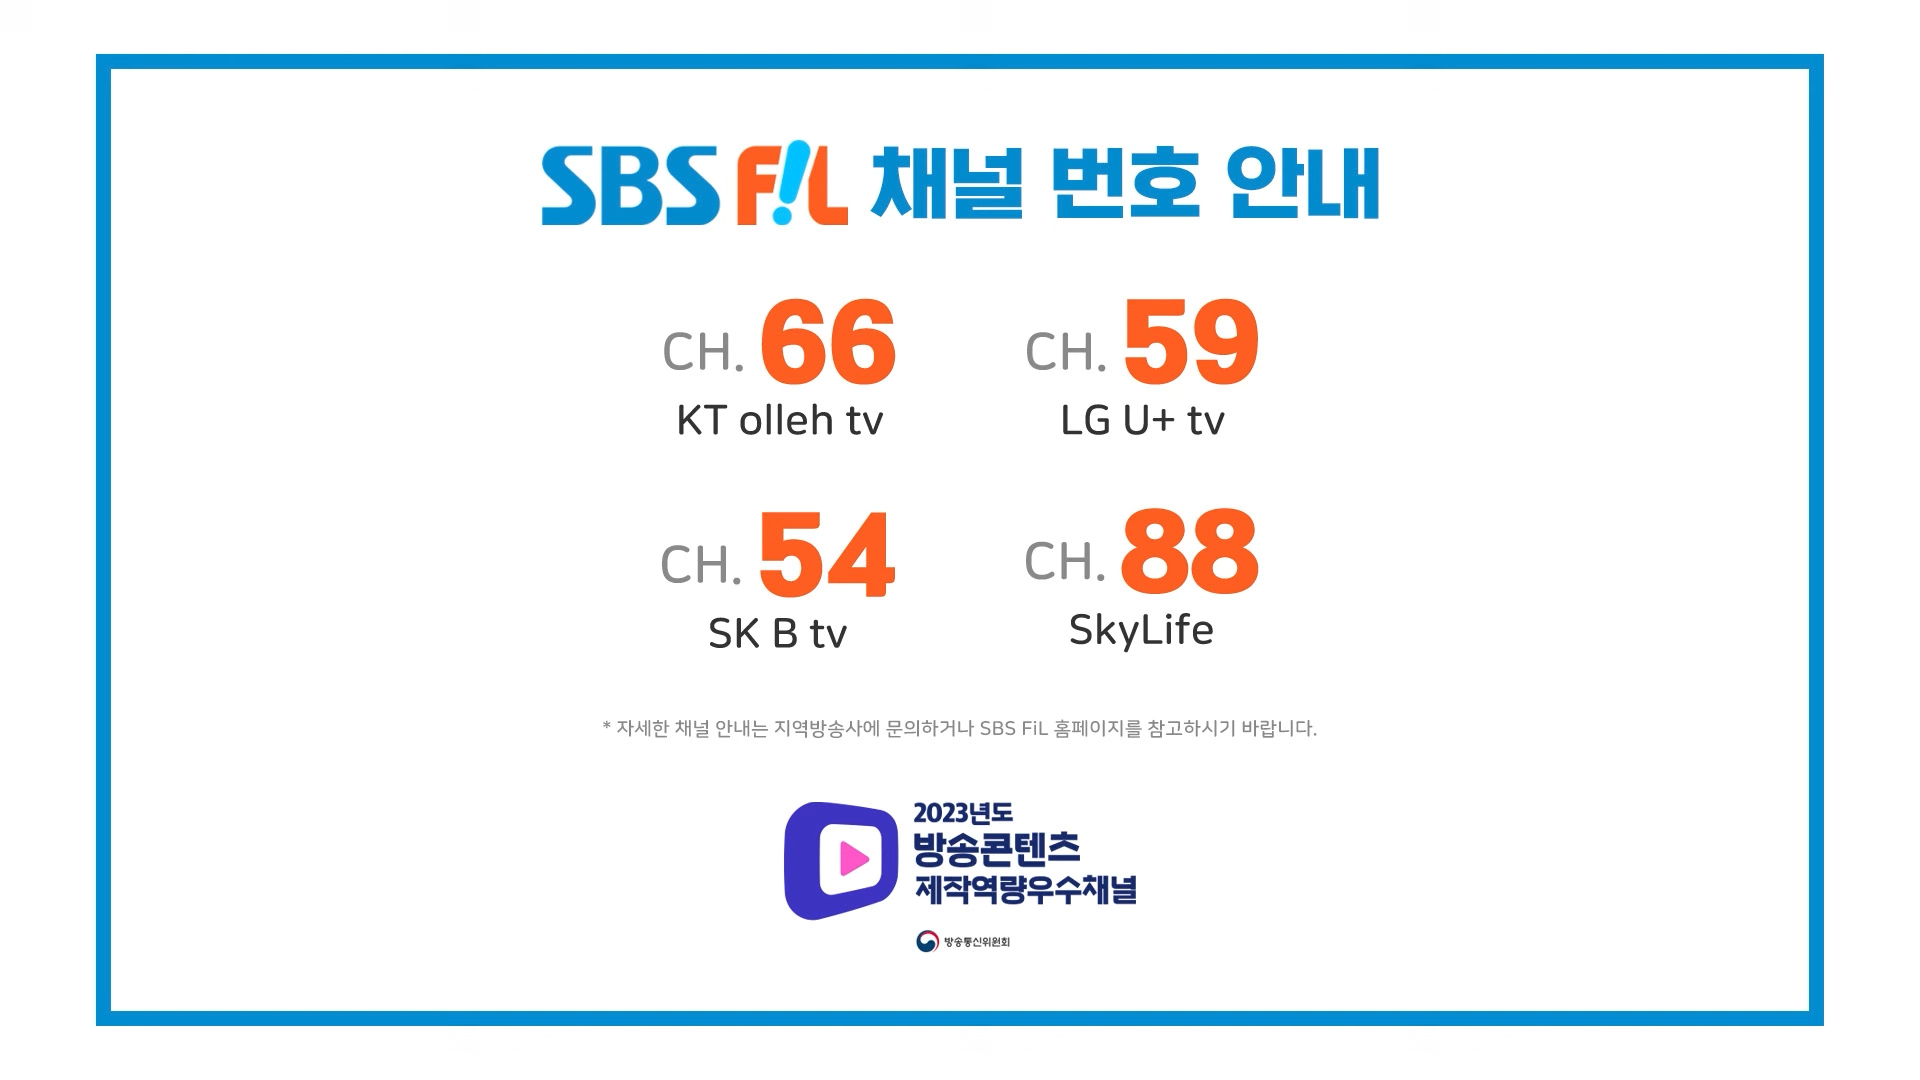 SBS F!L 채널 번호 안내
CH. 66
KT olleh tv
CH. 59
LG U+ tv
CH. 54
SK B tv
CH. 88
SkyLife
* 자세한 채널 안내는 지역방송사에 문의하거나 SBS FiL 홈페이지를 참고하시기 바랍니다.
2023년도
방송콘텐츠
제작역량우수채널
방송통신위원회